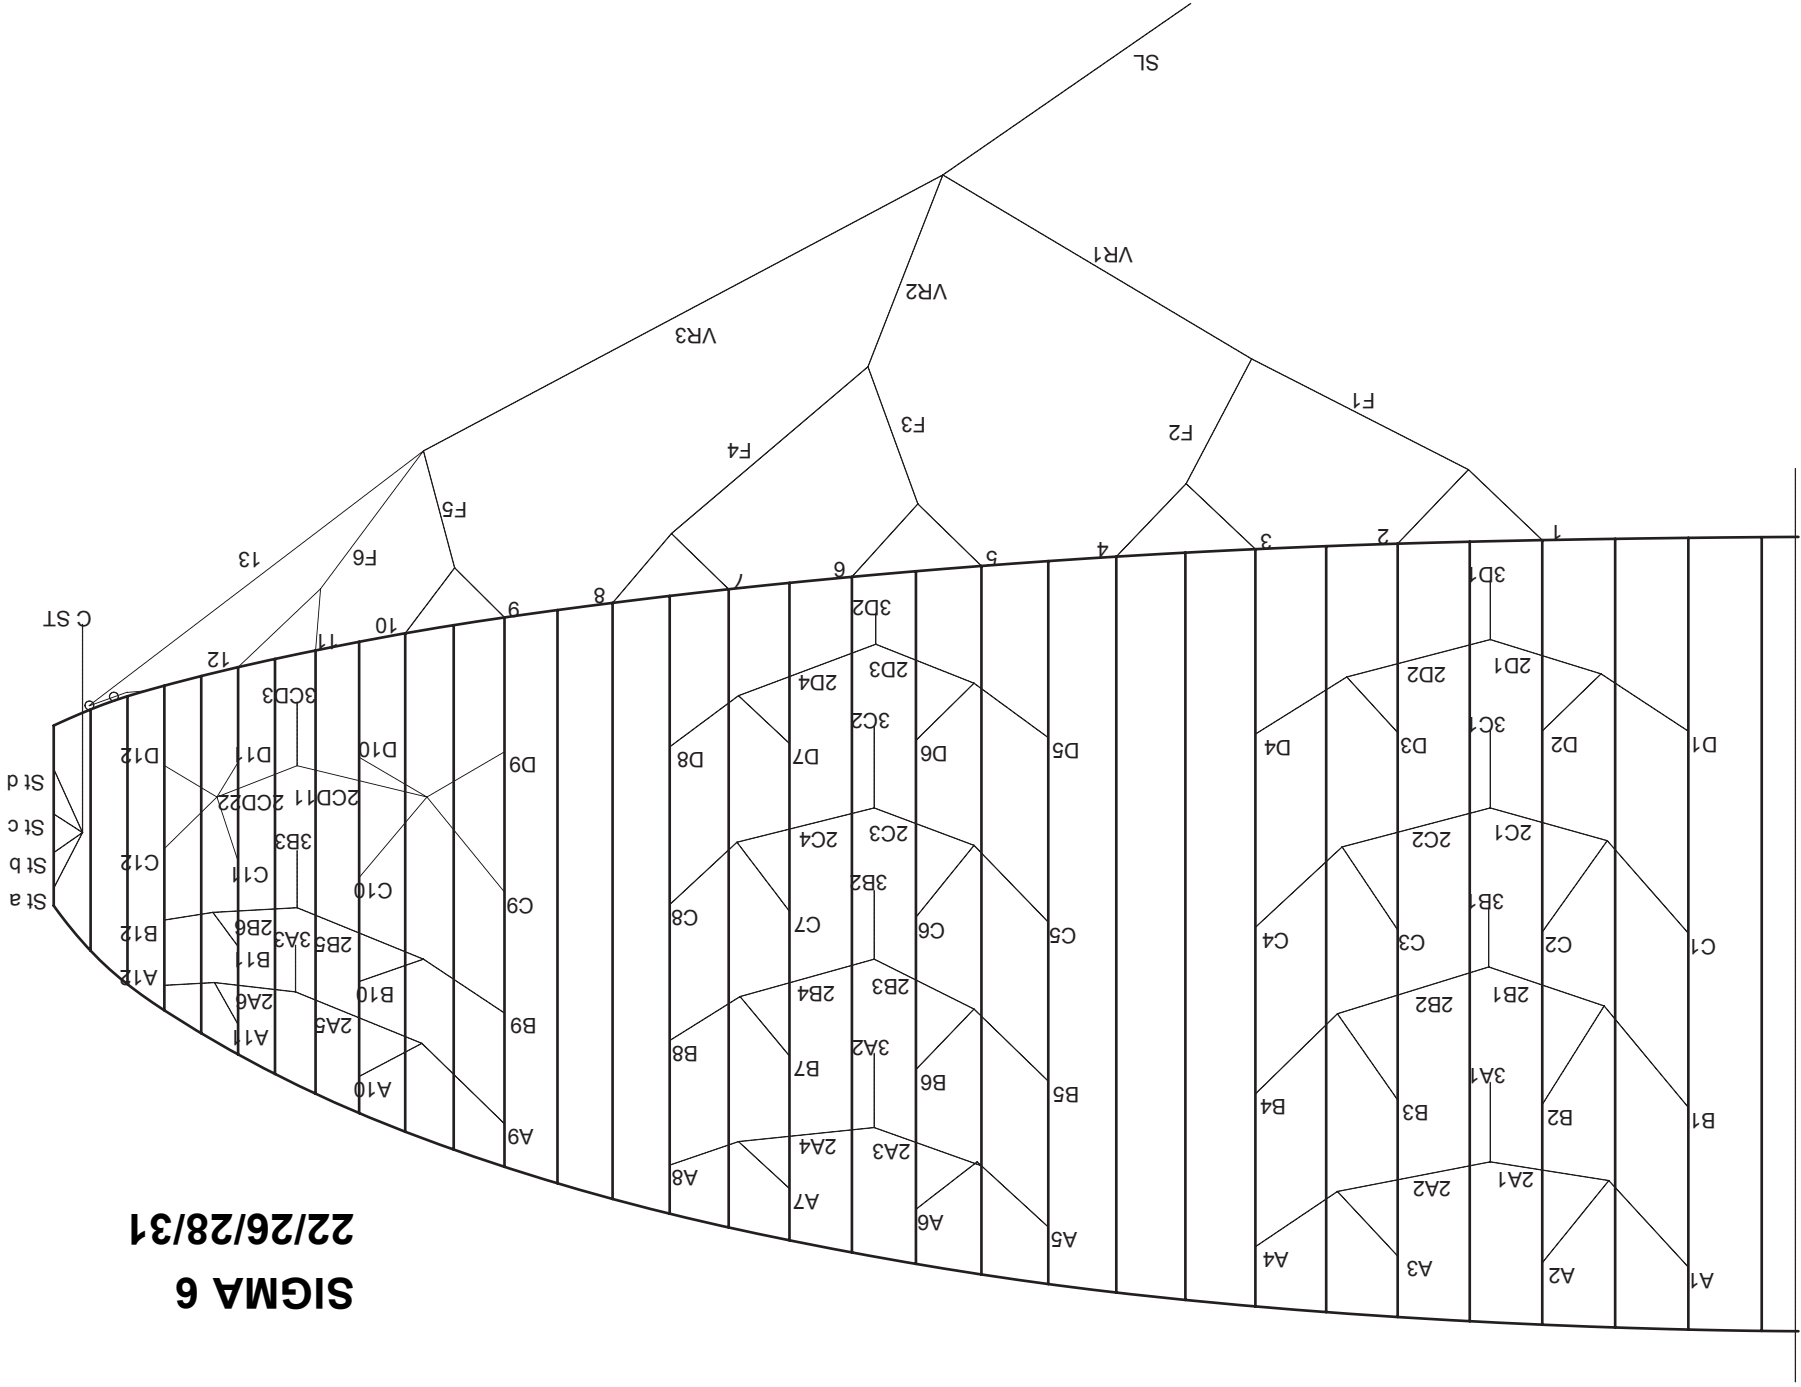 SIGMA 6
22/26/28/31
A1
A2
A3
A4
A5
A6
A7
A8
A9
A10
A11
A12
2A1
2A2
2A3
2A4
2A5
2A6
3A1
3A2
3A3
B1
B2
B3
B4
B5
B6
B7
B8
B9
B10
B11
B12
2B1
2B2
2B3
2B4
2B5
2B6
3B1
3B2
3B3
C1
C2
C3
C4
C5
C6
C7
C8
C9
C10
C11
C12
2C1
2C2
2C3
2C4
2CD11
2CD22
3C1
3C2
3CD3
D1
D2
D3
D4
D5
D6
D7
D8
D9
D10
D11
D12
2D1
2D2
2D3
2D4
3D1
3D2
St a
St b
St c
St d
C ST
1
2
3
4
5
6
7
8
9
10
11
12
13
F1
F2
F3
F4
F5
F6
VR1
VR2
VR3
SL